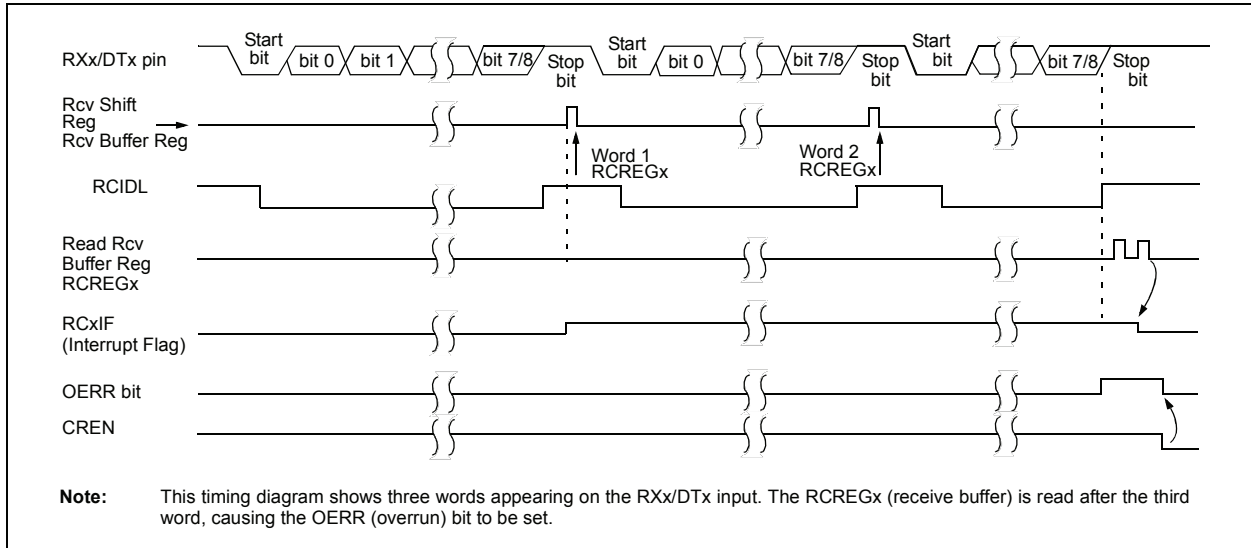 Start
bit
bit 0
bit 1
bit 7/8
Stop
bit
Start
bit
bit 0
bit 7/8
Stop
bit
Start
bit
bit 7/8
Stop
bit
RXx/DTx pin
Rcv Shift
Reg
Rcv Buffer Reg
Word 1
RCREGx
Word 2
RCREGx
RCIDL
Read Rcv
Buffer Reg
RCREGx
RCxIF
(Interrupt Flag)
OERR bit
CREN
Note: This timing diagram shows three words appearing on the RXx/DTx input. The RCREGx (receive buffer) is read after the third
word, causing the OERR (overrun) bit to be set.